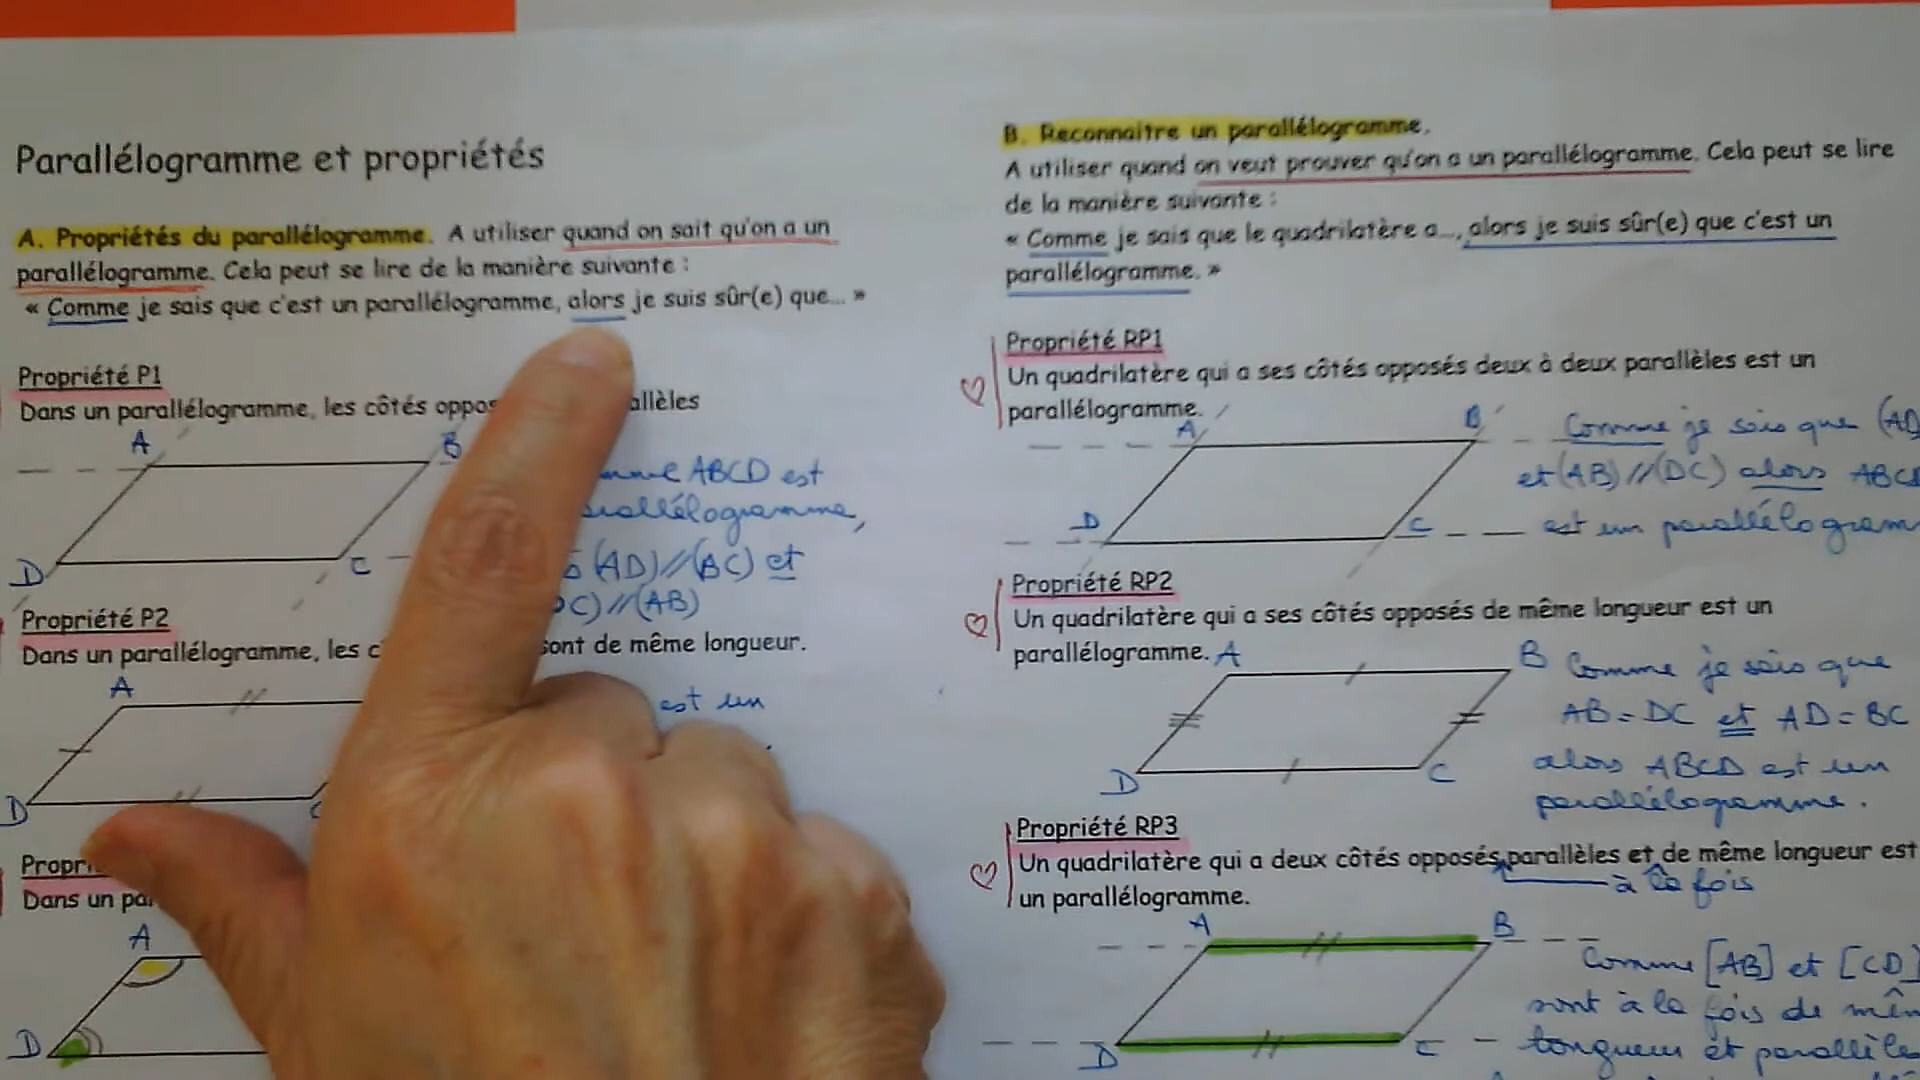 Parallélogramme et propriétés
A. Propriétés du parallélogramme. A utiliser quand on sait qu'on a un
parallélogramme. Cela peut se lire de la manière suivante :
« Comme je sais que c'est un parallélogramme, alors je suis sûr(e) que... »
Propriété P1
Dans un parallélogramme, les côtés
A
B
ABCD est
D
C
(AD)//(BC) et
//(AB)
Propriété P2
Dans un parallélogramme, les sont de même longueur.
A
est un
D
Dans un
A
D
B. Reconnaitre un parallélogramme.
A utiliser quand on veut prouver qu'on a un parallélogramme. Cela peut se lire
de la manière suivante :
« Comme je sais que le quadrilatère a..., alors je suis sûr(e) que c'est un
parallélogramme. »
Propriété RP1
Un quadrilatère qui a ses côtés opposés deux à deux parallèles est un
parallélogramme.
A
B
Comme je sais que
et (AB)//(DC) alors
D
C
est un
Propriété RP2
Un quadrilatère qui a ses côtés opposés de même longueur est un
parallélogramme.
A
B
Comme je sais que
AB = DC et AD = BC
D
C
alors ABCD est un
parallélogramme.
Propriété RP3
Un quadrilatère qui a deux côtés opposés parallèles et de même longueur est
à la fois
un parallélogramme.
A
B
Comme [AB] et [CD]
sont à la fois de
D
C
longueur et